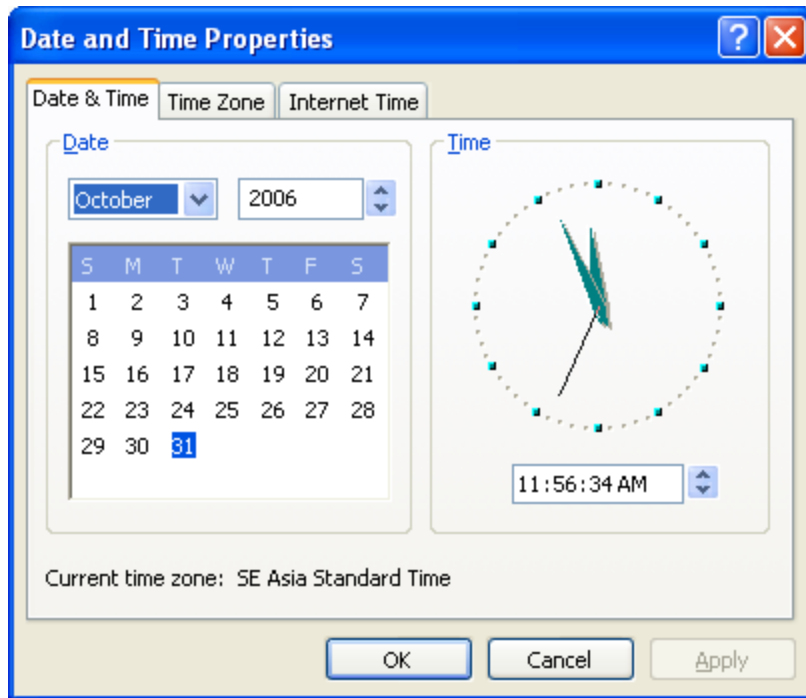 Date and Time Properties
Date & Time
Time Zone
Internet Time
Date
October
2006
S M T W T F S
1 2 3 4 5 6 7
8 9 10 11 12 13 14
15 16 17 18 19 20 21
22 23 24 25 26 27 28
29 30 31
Time
11:56:34 AM
Current time zone: SE Asia Standard Time
OK
Cancel
Apply